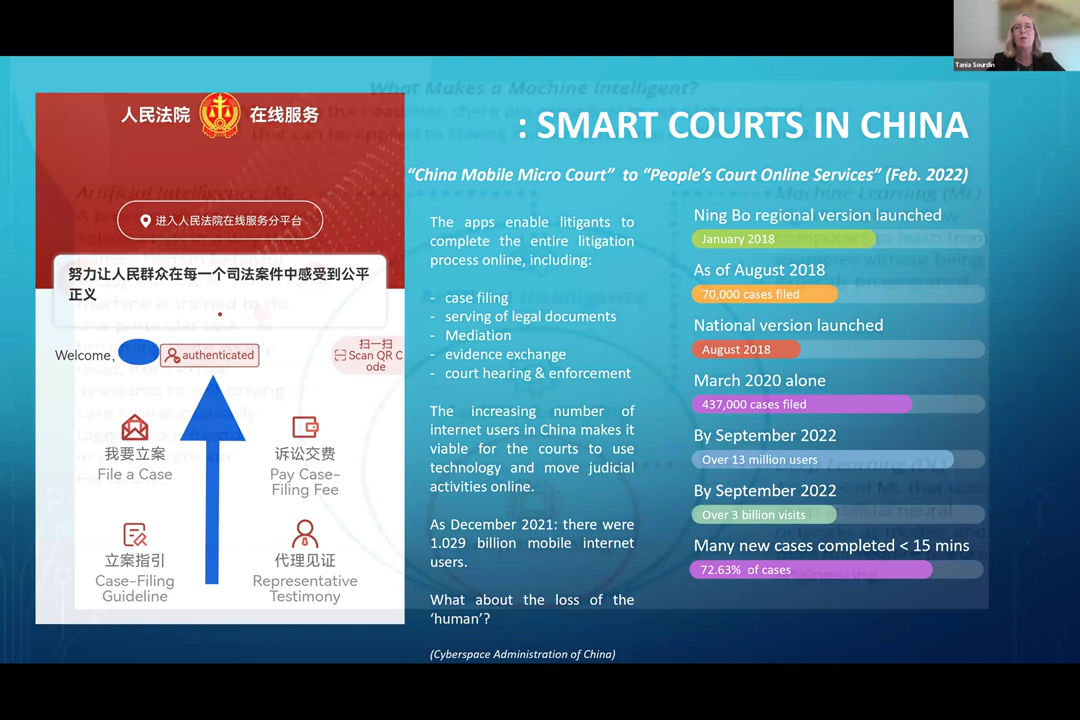 Tania Sourdin
What Makes a Machine Intelligent?
人民法院 在线服务
: SMART COURTS IN CHINA
“China Mobile Micro Court” to “People’s Court Online Services” (Feb. 2022)
进入人民法院在线服务分平台
努力让人民群众在每一个司法案件中感受到公平
正义
Welcome,
authenticated
扫一扫
Scan QR C
ode
我要立案
File a Case
诉讼交费
Pay Case-
Filing Fee
立案指引
Case-Filing
Guideline
代理见证
Representative
Testimony
The apps enable litigants to
complete the entire litigation
process online, including:
- case filing
- serving of legal documents
- Mediation
- evidence exchange
- court hearing & enforcement
The increasing number of
internet users in China makes it
viable for the courts to use
technology and move judicial
activities online.
As December 2021: there were
1.029 billion mobile internet
users.
What about the loss of the
‘human’?
(Cyberspace Administration of China)
Ning Bo regional version launched
January 2018
As of August 2018
70,000 cases filed
National version launched
August 2018
March 2020 alone
437,000 cases filed
By September 2022
Over 13 million users
By September 2022
Over 3 billion visits
Many new cases completed < 15 mins
72.63% of cases